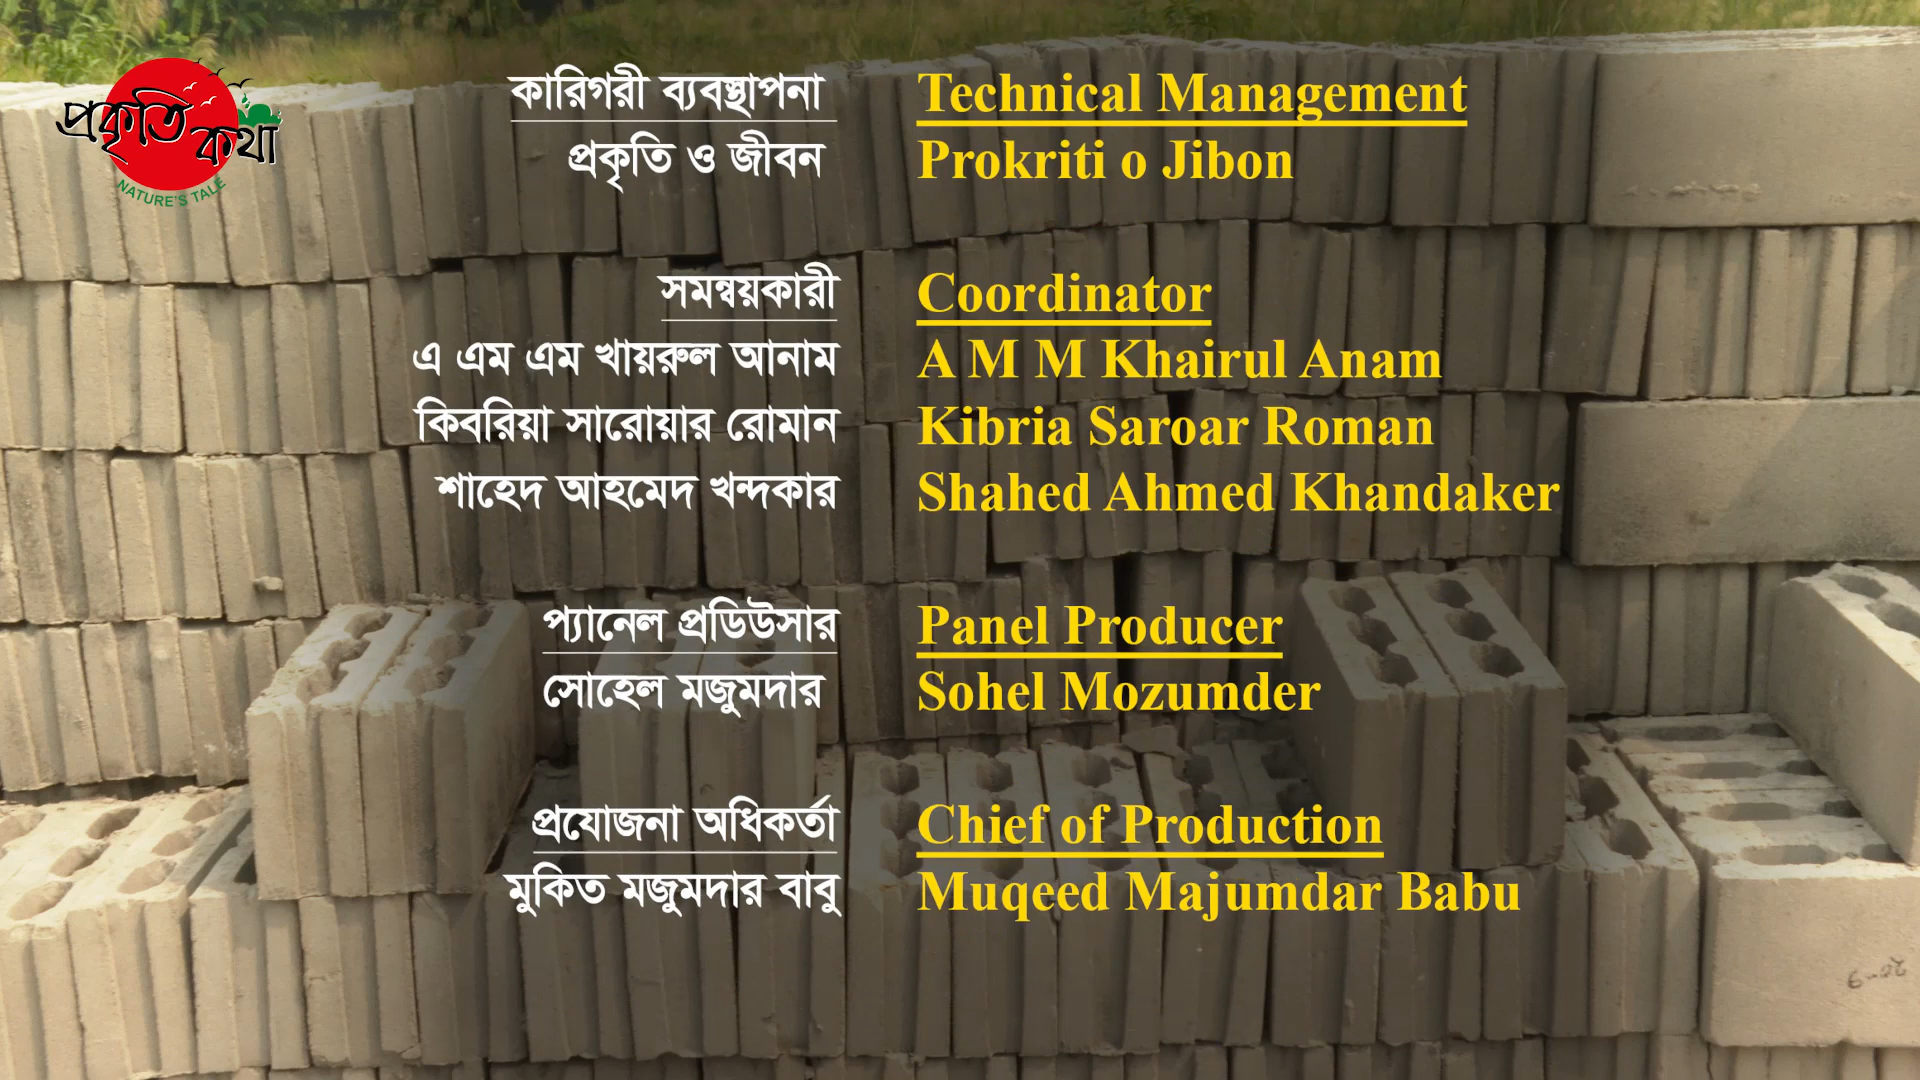 প্রকৃতি কথা
NATURE'S TALE
কারিগরী ব্যবস্থাপনা Technical Management
প্রকৃতি ও জীবন Prokriti o Jibon
সমন্বয়কারী Coordinator
এ এম এম খায়রুল আনাম A M M Khairul Anam
কিবরিয়া সারোয়ার রোমান Kibria Saroar Roman
শাহেদ আহমেদ খন্দকার Shahed Ahmed Khandaker
প্যানেল প্রডিউসার Panel Producer
সোহেল মজুমদার Sohel Mozumder
প্রযোজনা অধিকর্তা Chief of Production
মুকিত মজুমদার বাবু Muqeed Majumdar Babu